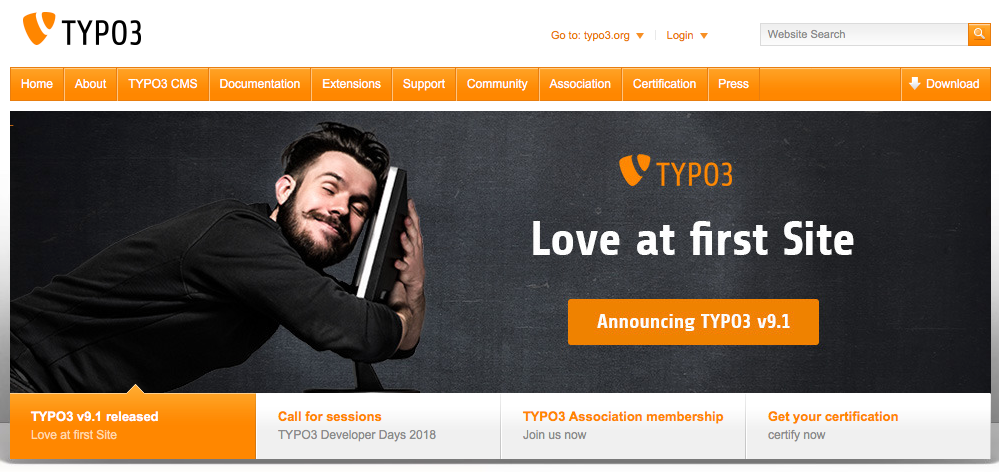 TYPO3
Go to: typo3.org
Login
Website Search
Home
About
TYPO3 CMS
Documentation
Extensions
Support
Community
Association
Certification
Press
Download
TYPO3
Love at first Site
Announcing TYPO3 v9.1
TYPO3 v9.1 released
Love at first Site
Call for sessions
TYPO3 Developer Days 2018
TYPO3 Association membership
Join us now
Get your certification
certify now